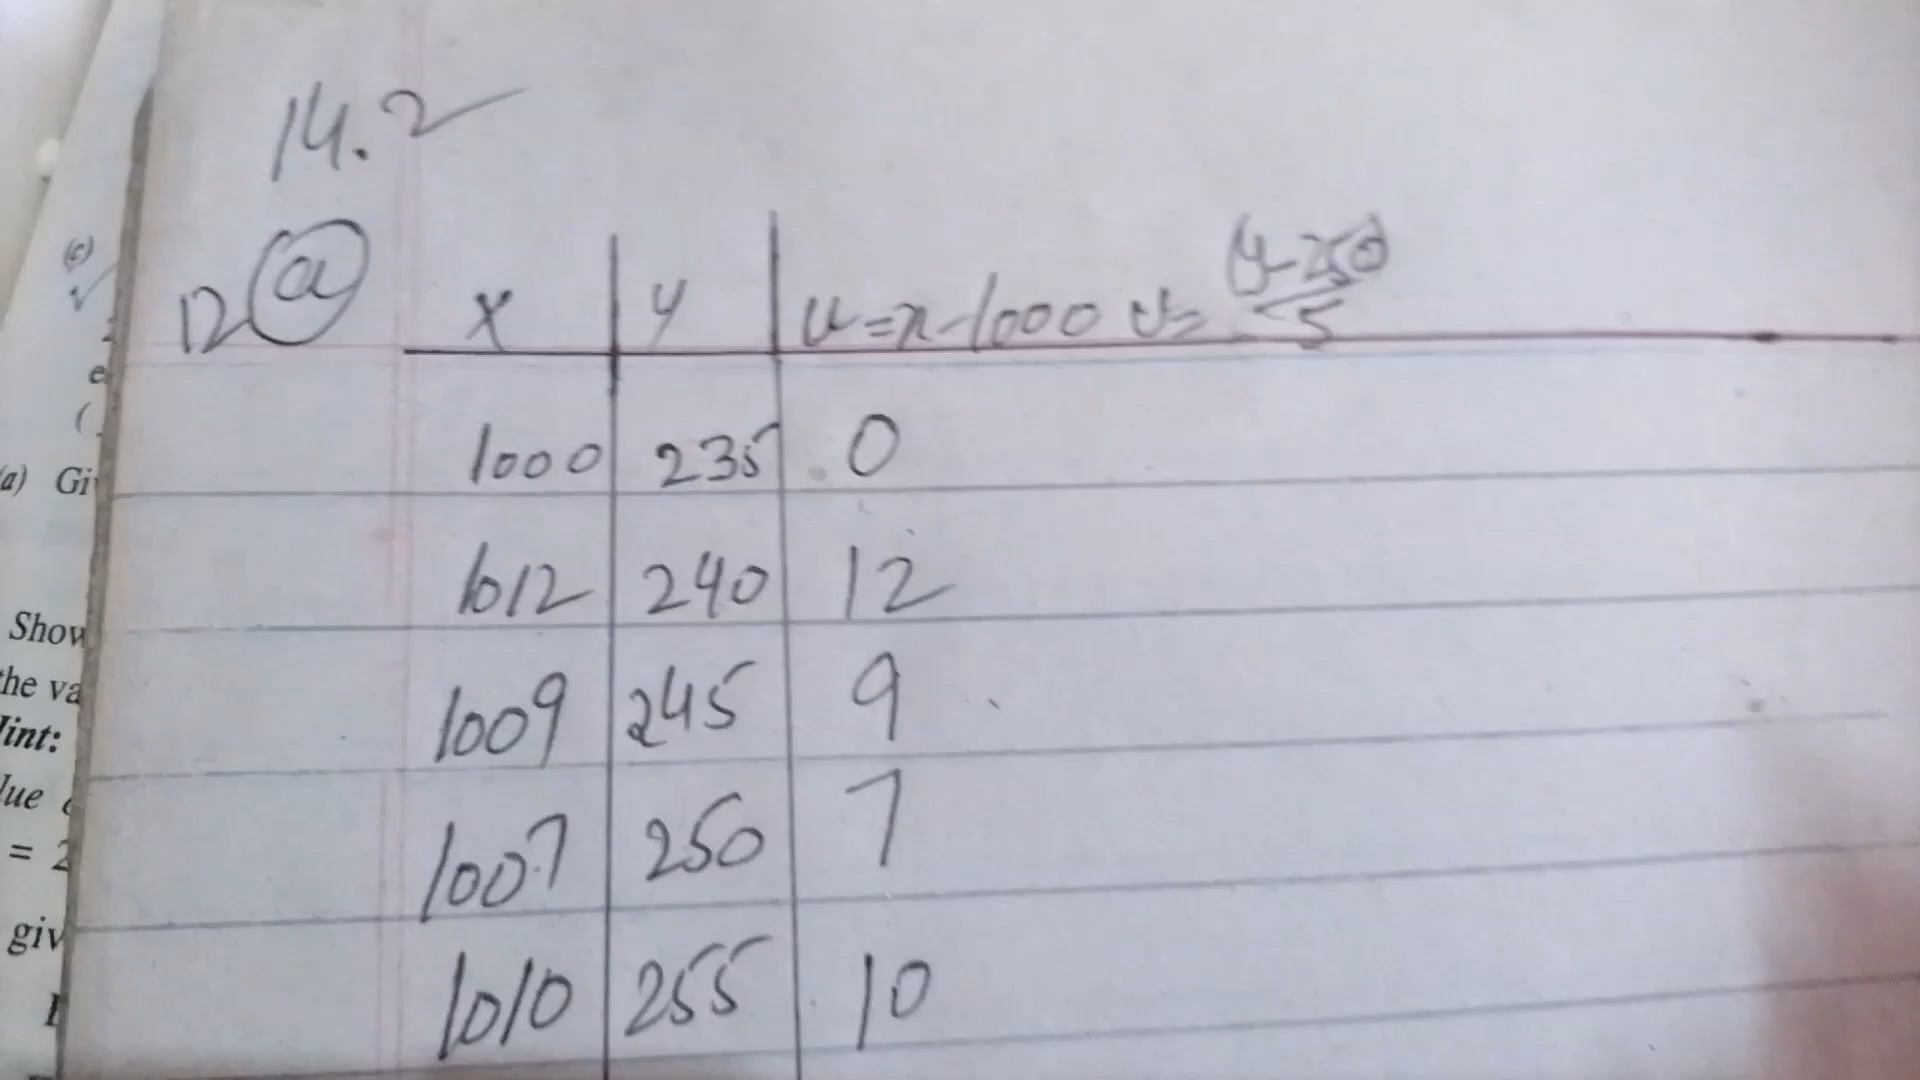 14.2
12 (a) x y u=x-1000 v= (y-250)/5
1000 235 0
1012 240 12
1009 245 9
1007 250 7
1010 255 10
(c)
(a) Gi
Show
the va
Hint:
lue
= 2
giv